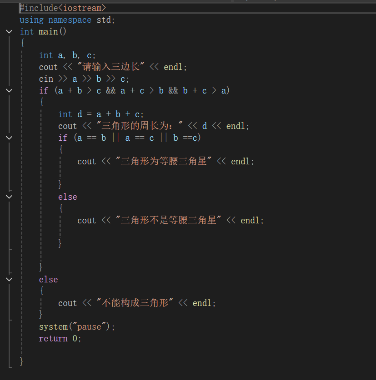 #include<iostream>
using namespace std;
int main()
{
int a, b, c;
cout << "请输入三边长" << endl;
cin >> a >> b >> c;
if (a + b > c && a + c > b && b + c > a)
{
int d = a + b + c;
cout << "三角形的周长为：" << d << endl;
if (a == b || a == c || b ==c)
{
cout << "三角形为等腰三角星" << endl;
}
else
{
cout << "三角形不是等腰三角星" << endl;
}
}
else
{
cout << "不能构成三角形" << endl;
}
system("pause");
return 0;
}